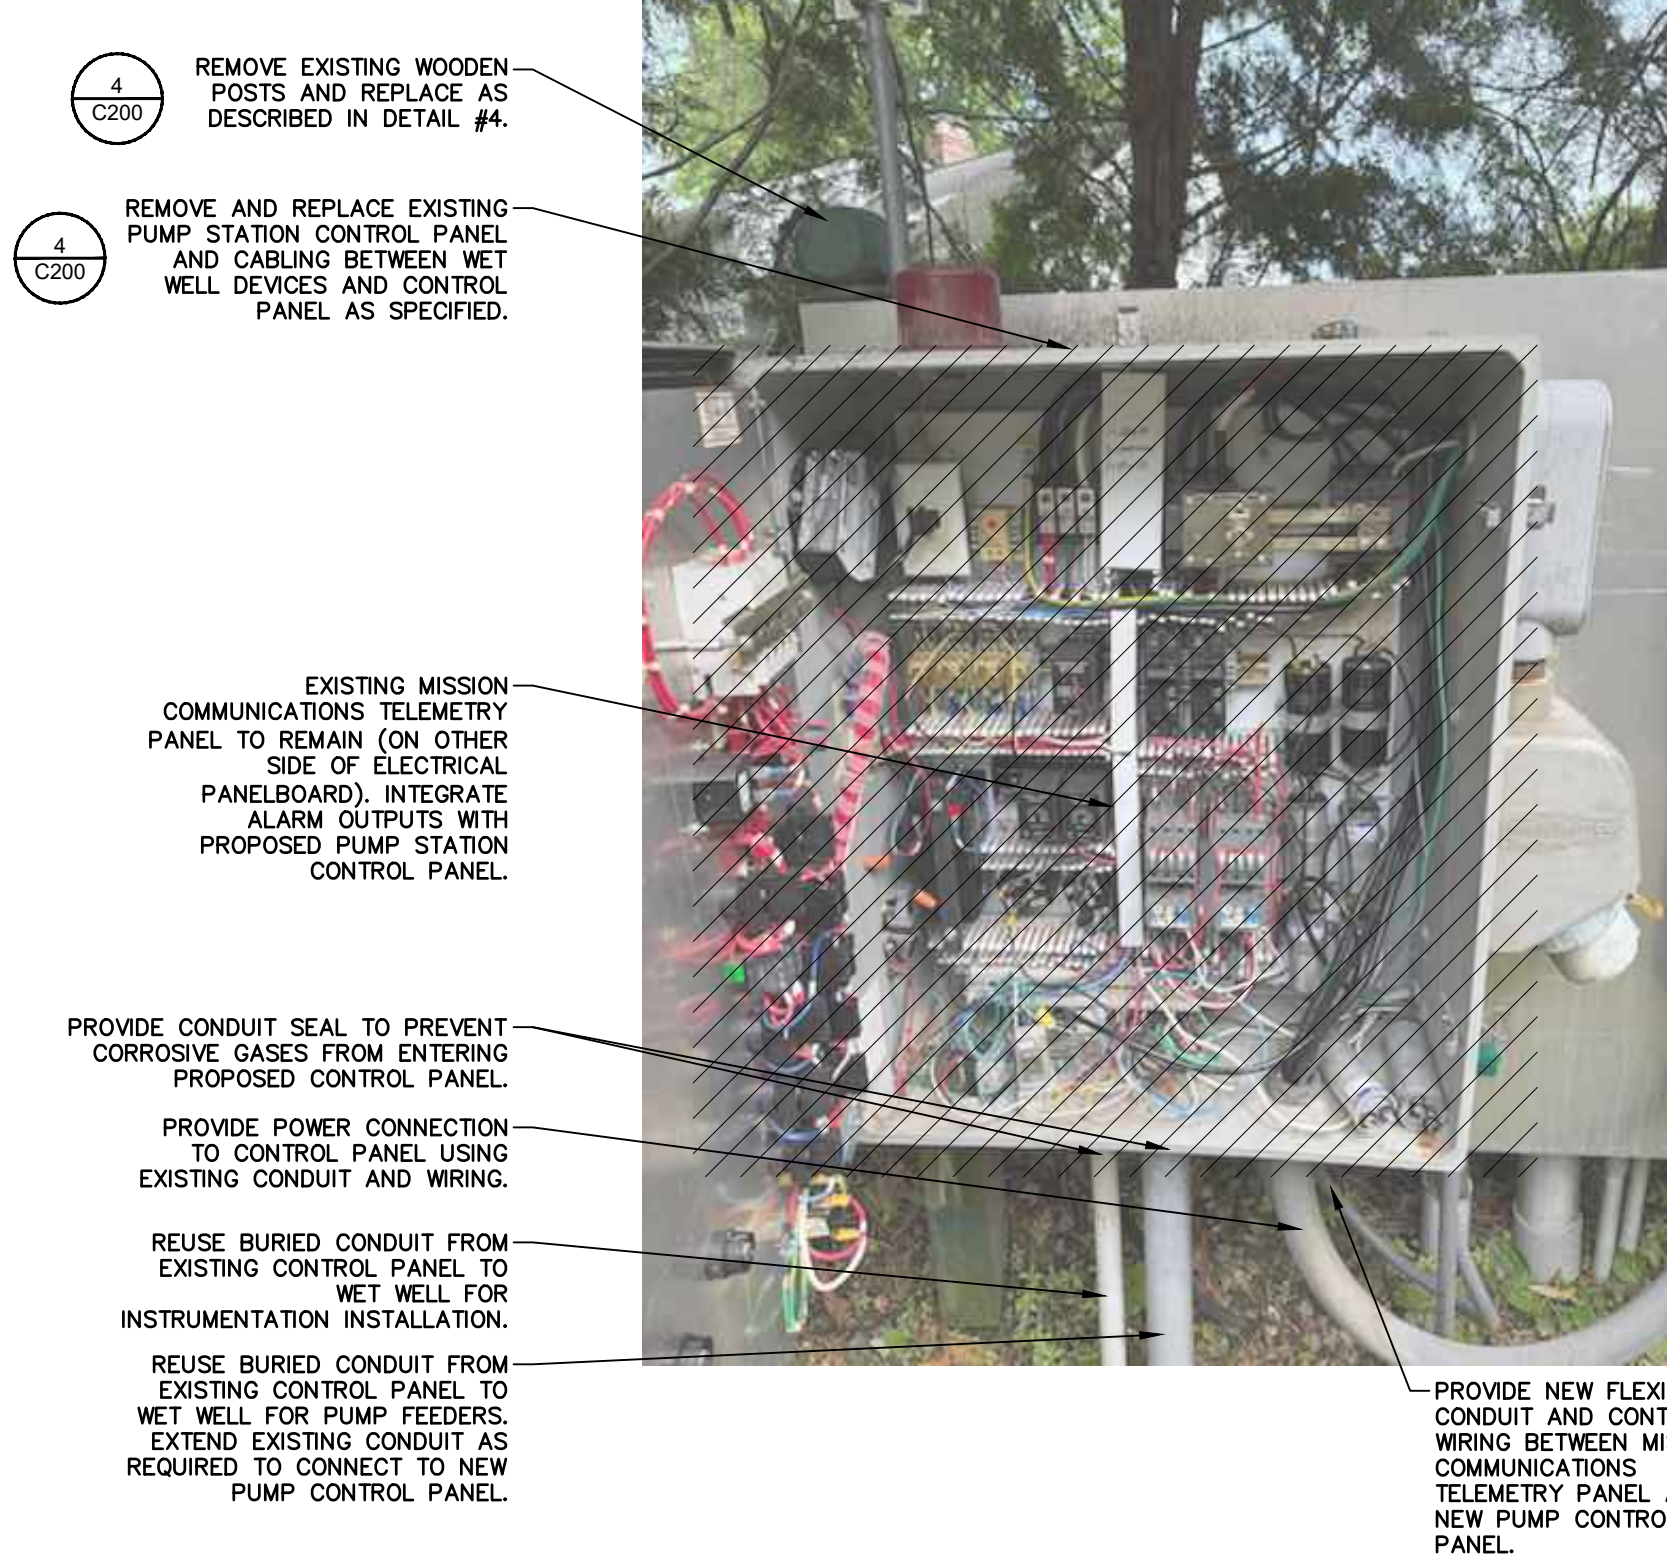 4
C200
REMOVE EXISTING WOODEN
POSTS AND REPLACE AS
DESCRIBED IN DETAIL #4.
4
C200
REMOVE AND REPLACE EXISTING
PUMP STATION CONTROL PANEL
AND CABLING BETWEEN WET
WELL DEVICES AND CONTROL
PANEL AS SPECIFIED.
EXISTING MISSION
COMMUNICATIONS TELEMETRY
PANEL TO REMAIN (ON OTHER
SIDE OF ELECTRICAL
PANELBOARD). INTEGRATE
ALARM OUTPUTS WITH
PROPOSED PUMP STATION
CONTROL PANEL.
PROVIDE CONDUIT SEAL TO PREVENT
CORROSIVE GASES FROM ENTERING
PROPOSED CONTROL PANEL.
PROVIDE POWER CONNECTION
TO CONTROL PANEL USING
EXISTING CONDUIT AND WIRING.
REUSE BURIED CONDUIT FROM
EXISTING CONTROL PANEL TO
WET WELL FOR
INSTRUMENTATION INSTALLATION.
REUSE BURIED CONDUIT FROM
EXISTING CONTROL PANEL TO
WET WELL FOR PUMP FEEDERS.
EXTEND EXISTING CONDUIT AS
REQUIRED TO CONNECT TO NEW
PUMP CONTROL PANEL.
PROVIDE NEW FLEXI
CONDUIT AND CONT
WIRING BETWEEN MI
COMMUNICATIONS
TELEMETRY PANEL
NEW PUMP CONTRO
PANEL.